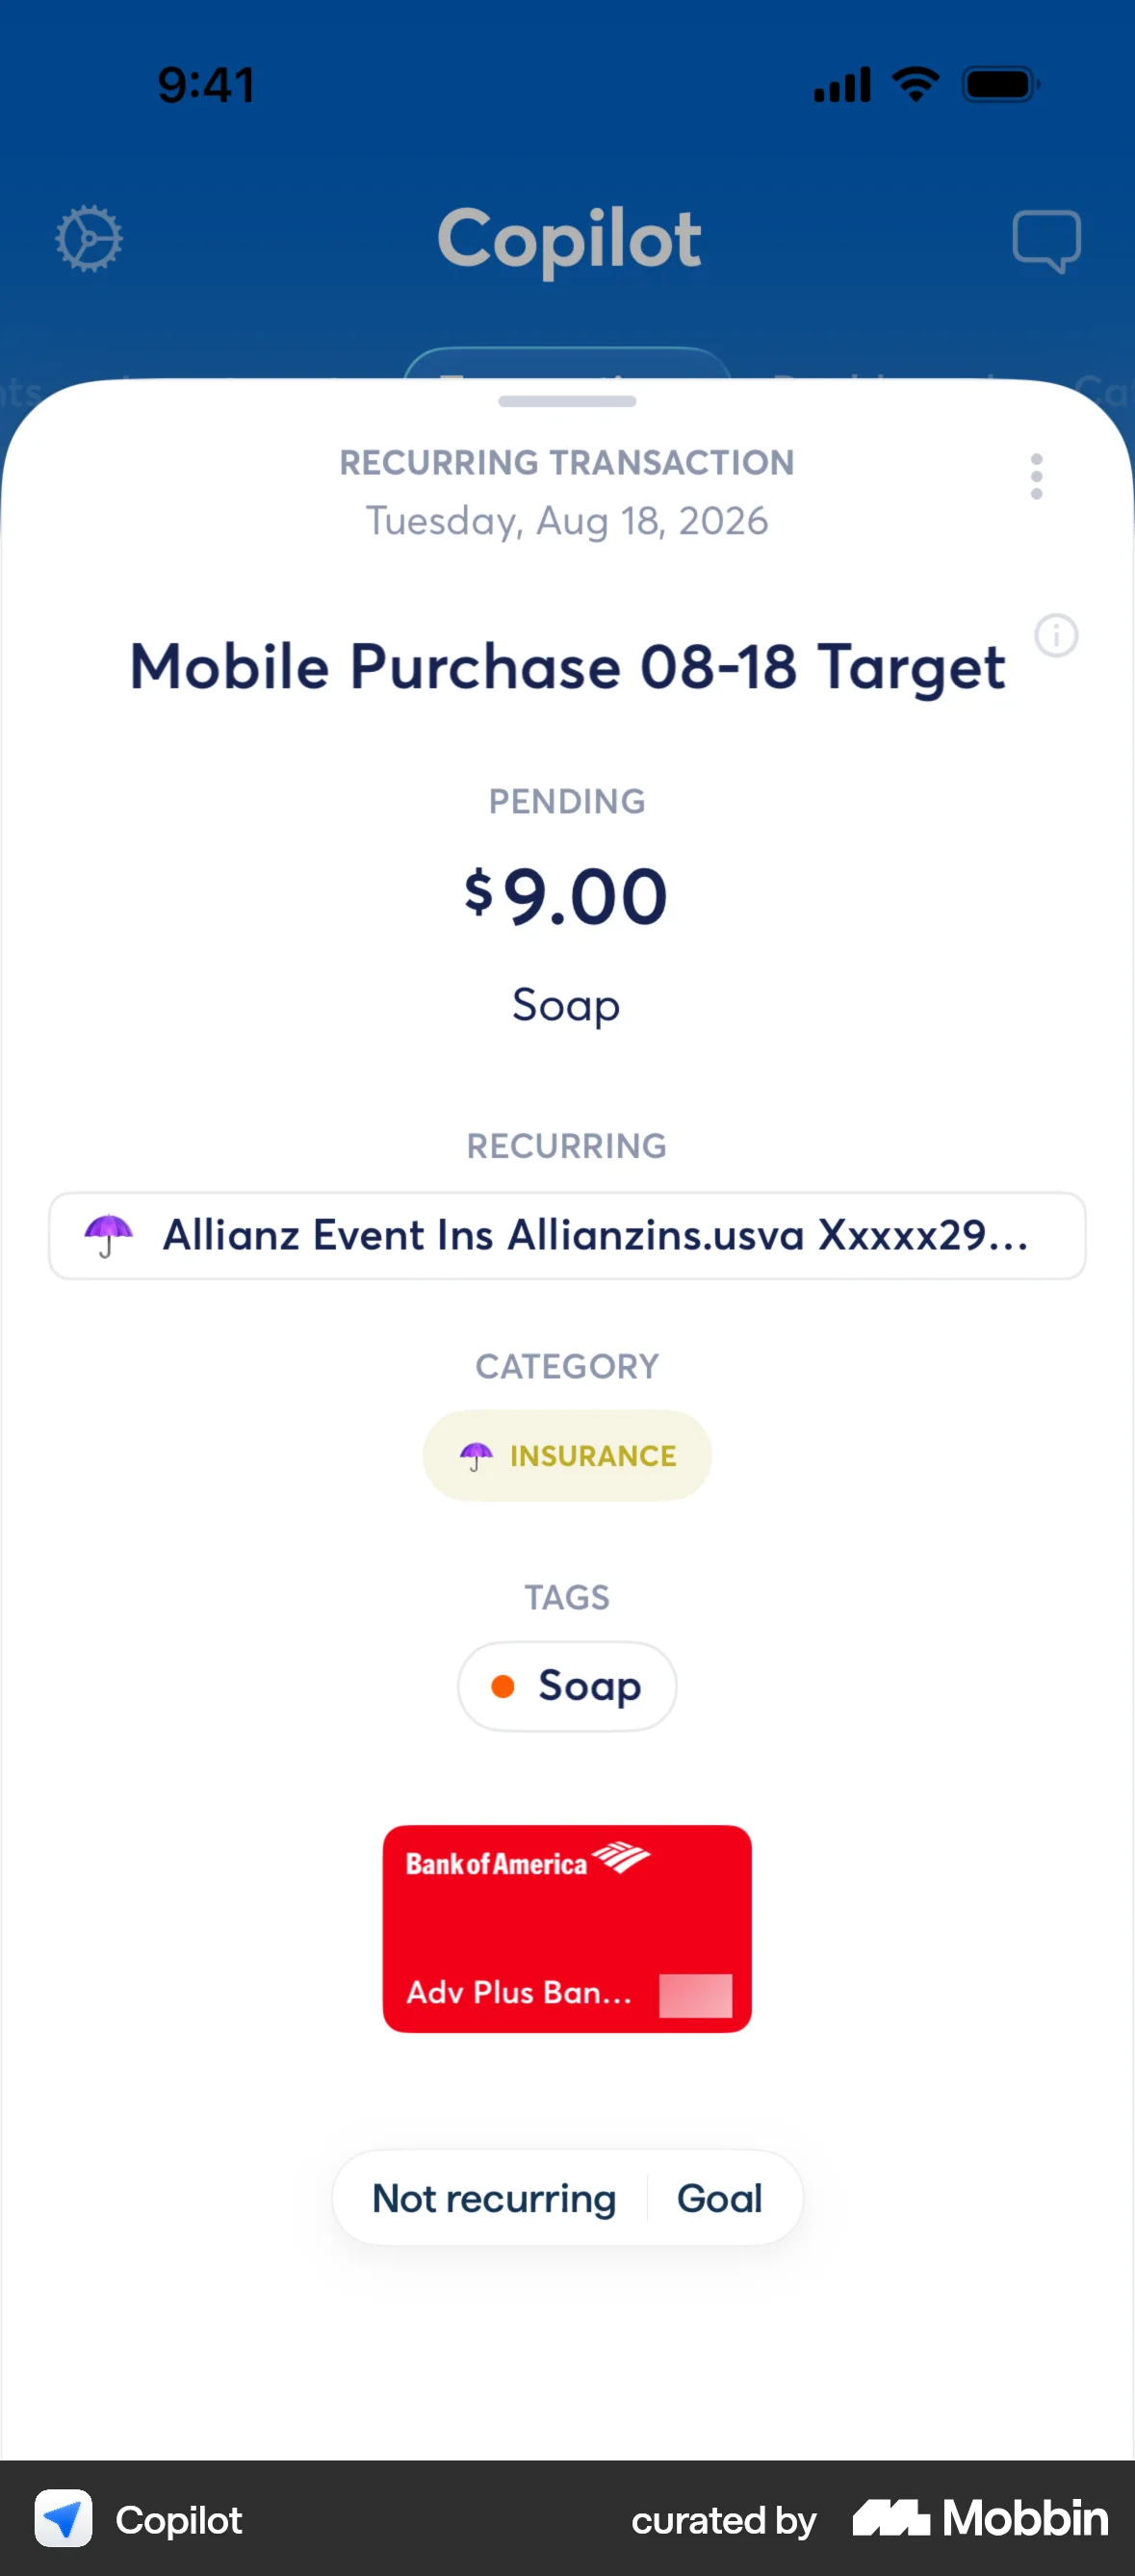 9:41
Copilot
RECURRING TRANSACTION
Tuesday, Aug 18, 2026
Mobile Purchase 08-18 Target
PENDING
$9.00
Soap
RECURRING
Allianz Event Ins Allianzins.usva Xxxxx29...
CATEGORY
INSURANCE
TAGS
Soap
Bank of America
Adv Plus Ban...
Not recurring
Goal
Copilot
curated by Mobbin